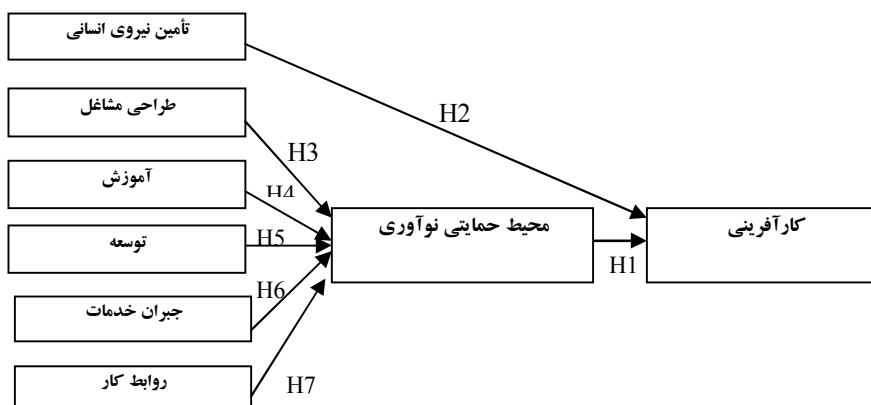 تأمین نیروی انسانی
H2
طراحی مشاغل
H3
آموزش
H4
محیط حمایتی نوآوری
کارآفرینی
توسعه
H5
H1
H6
جبران خدمات
روابط کار
H7